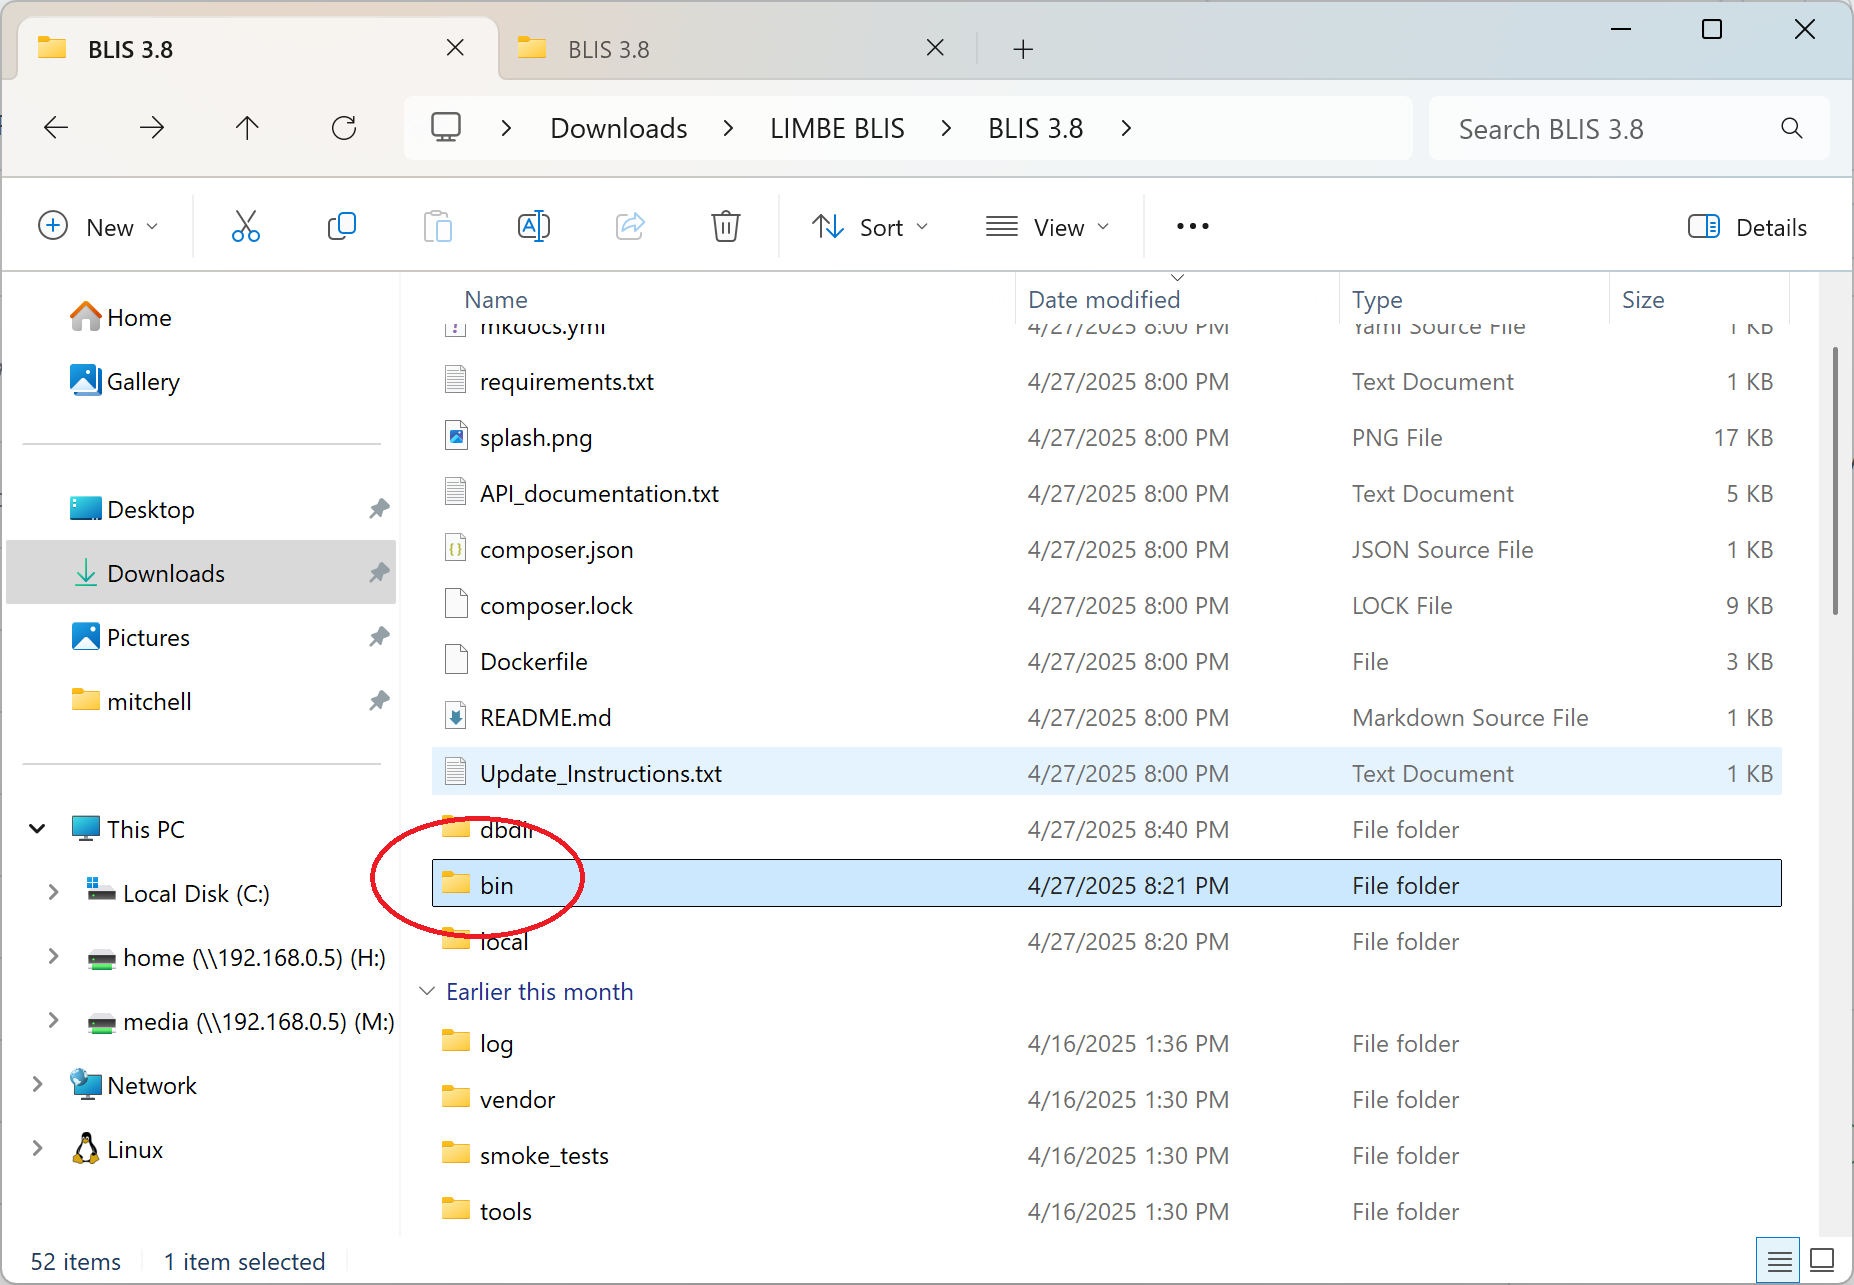 BLIS 3.8
BLIS 3.8
Downloads
LIMBE BLIS
BLIS 3.8
Search BLIS 3.8
New
Sort
View
Details
Home
Gallery
Desktop
Downloads
Pictures
mitchell
This PC
Local Disk (C:)
home (\\192.168.0.5) (H:)
media (\\192.168.0.5) (M:)
Network
Linux
Name Date modified Type Size
mkdocs.yml 4/27/2025 8:00 PM Yaml Source File 1 KB
requirements.txt 4/27/2025 8:00 PM Text Document 1 KB
splash.png 4/27/2025 8:00 PM PNG File 17 KB
API_documentation.txt 4/27/2025 8:00 PM Text Document 5 KB
composer.json 4/27/2025 8:00 PM JSON Source File 1 KB
composer.lock 4/27/2025 8:00 PM LOCK File 9 KB
Dockerfile 4/27/2025 8:00 PM File 3 KB
README.md 4/27/2025 8:00 PM Markdown Source File 1 KB
Update_Instructions.txt 4/27/2025 8:00 PM Text Document 1 KB
dbdir 4/27/2025 8:40 PM File folder
bin 4/27/2025 8:21 PM File folder
local 4/27/2025 8:20 PM File folder
Earlier this month
log 4/16/2025 1:36 PM File folder
vendor 4/16/2025 1:30 PM File folder
smoke_tests 4/16/2025 1:30 PM File folder
tools 4/16/2025 1:30 PM File folder
52 items 1 item selected